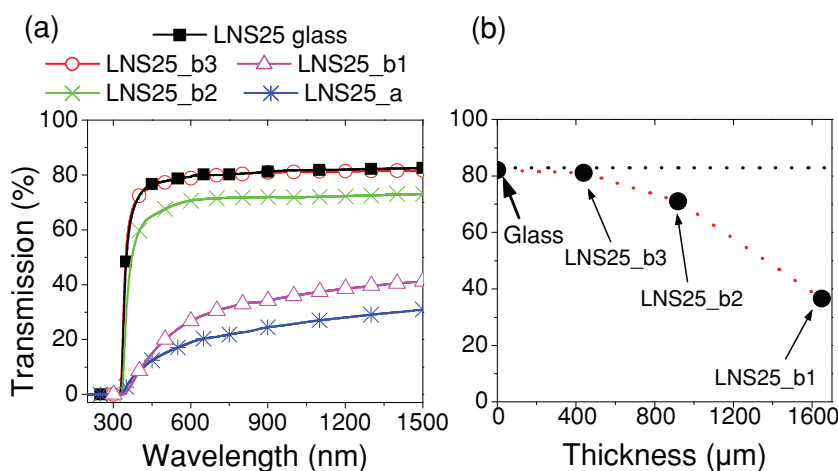 (a)
LNS25 glass
LNS25_b3 LNS25_b1
LNS25_b2 LNS25_a
100
80
60
40
20
0
Transmission (%)
300 600 900 1200 1500
Wavelength (nm)
(b)
100
80
60
40
20
0
Glass
LNS25_b3
LNS25_b2
LNS25_b1
0 400 800 1200 1600
Thickness (µm)